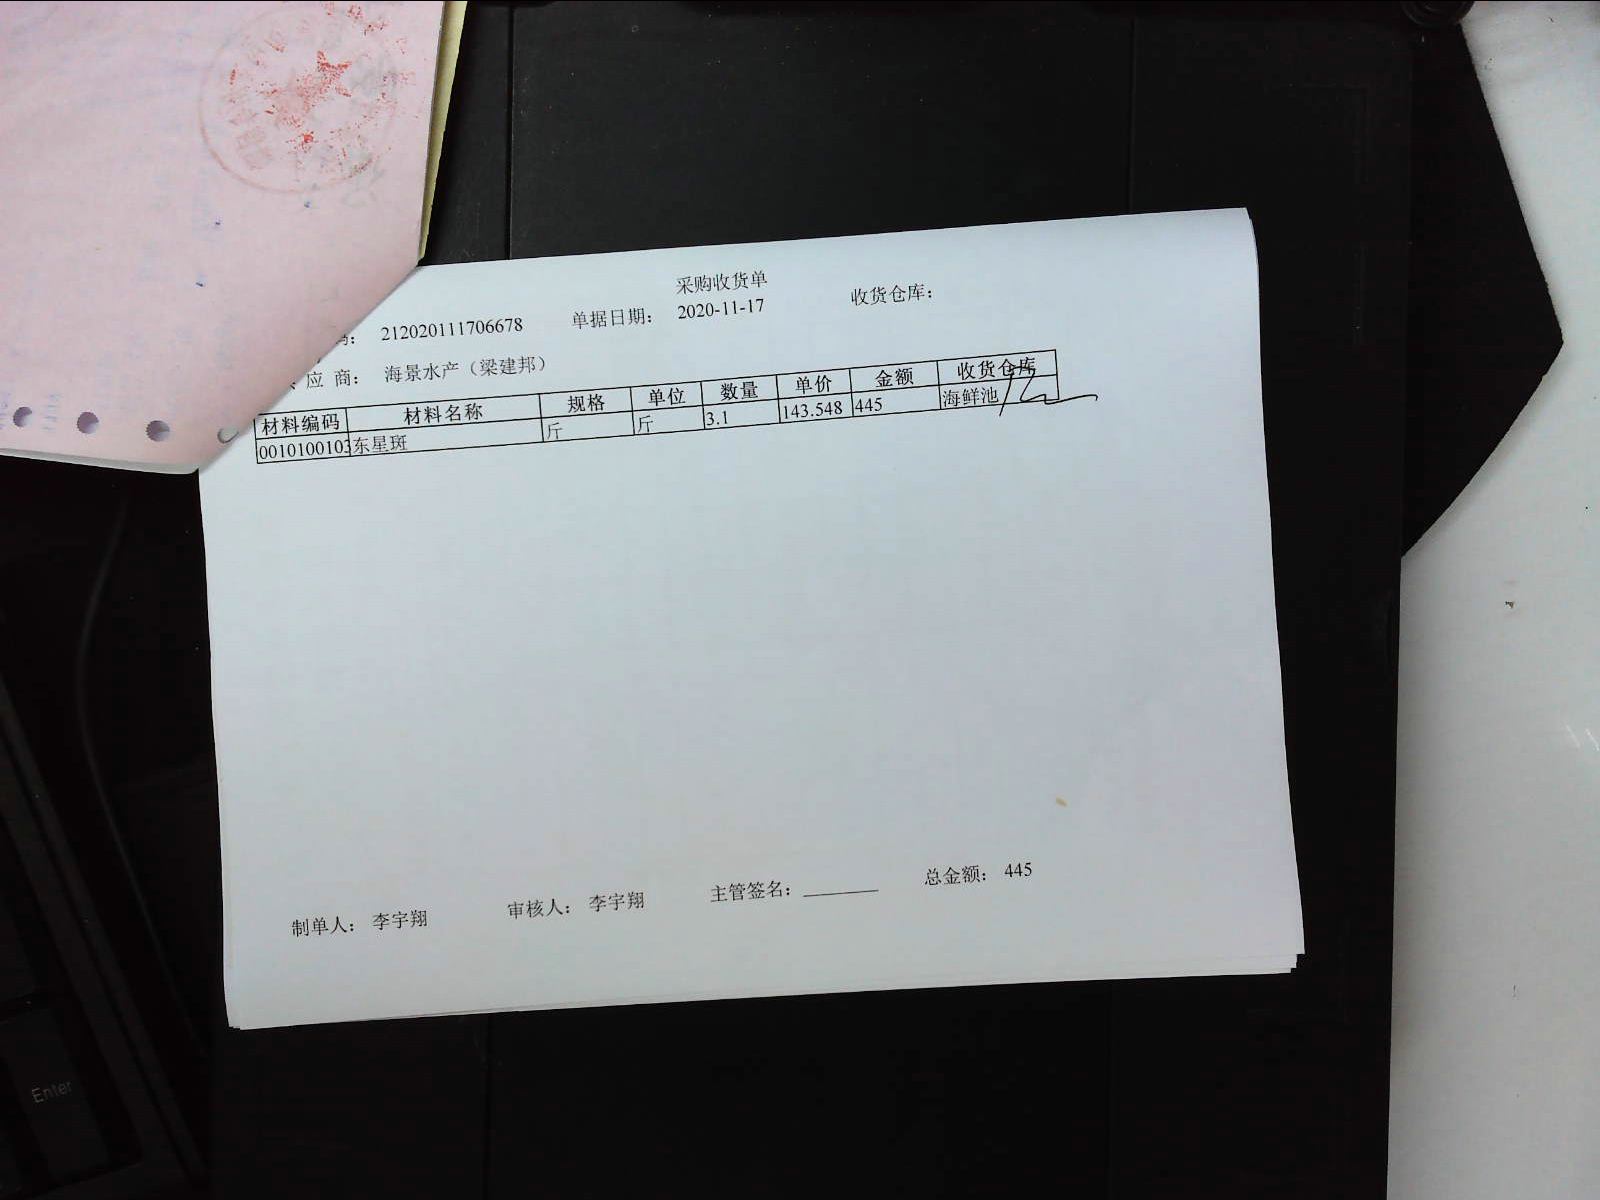 采购收货单
码： 212020111706678 单据日期： 2020-11-17 收货仓库：
应 商： 海景水产（梁建邦）
材料编码 材料名称 规格 单位 数量 单价 金额 收货仓库
0010100103 东星斑 斤 斤 3.1 143.548 445 海鲜池
制单人： 李宇翔 审核人： 李宇翔 主管签名： 总金额： 445
Enter